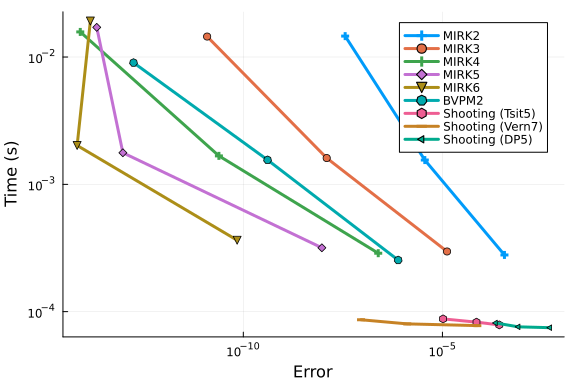 MIRK2
MIRK3
MIRK4
MIRK5
MIRK6
BVPM2
Shooting (Tsit5)
Shooting (Vern7)
Shooting (DP5)
Time (s)
10⁻²
10⁻³
10⁻⁴
10⁻¹⁰
10⁻⁵
Error